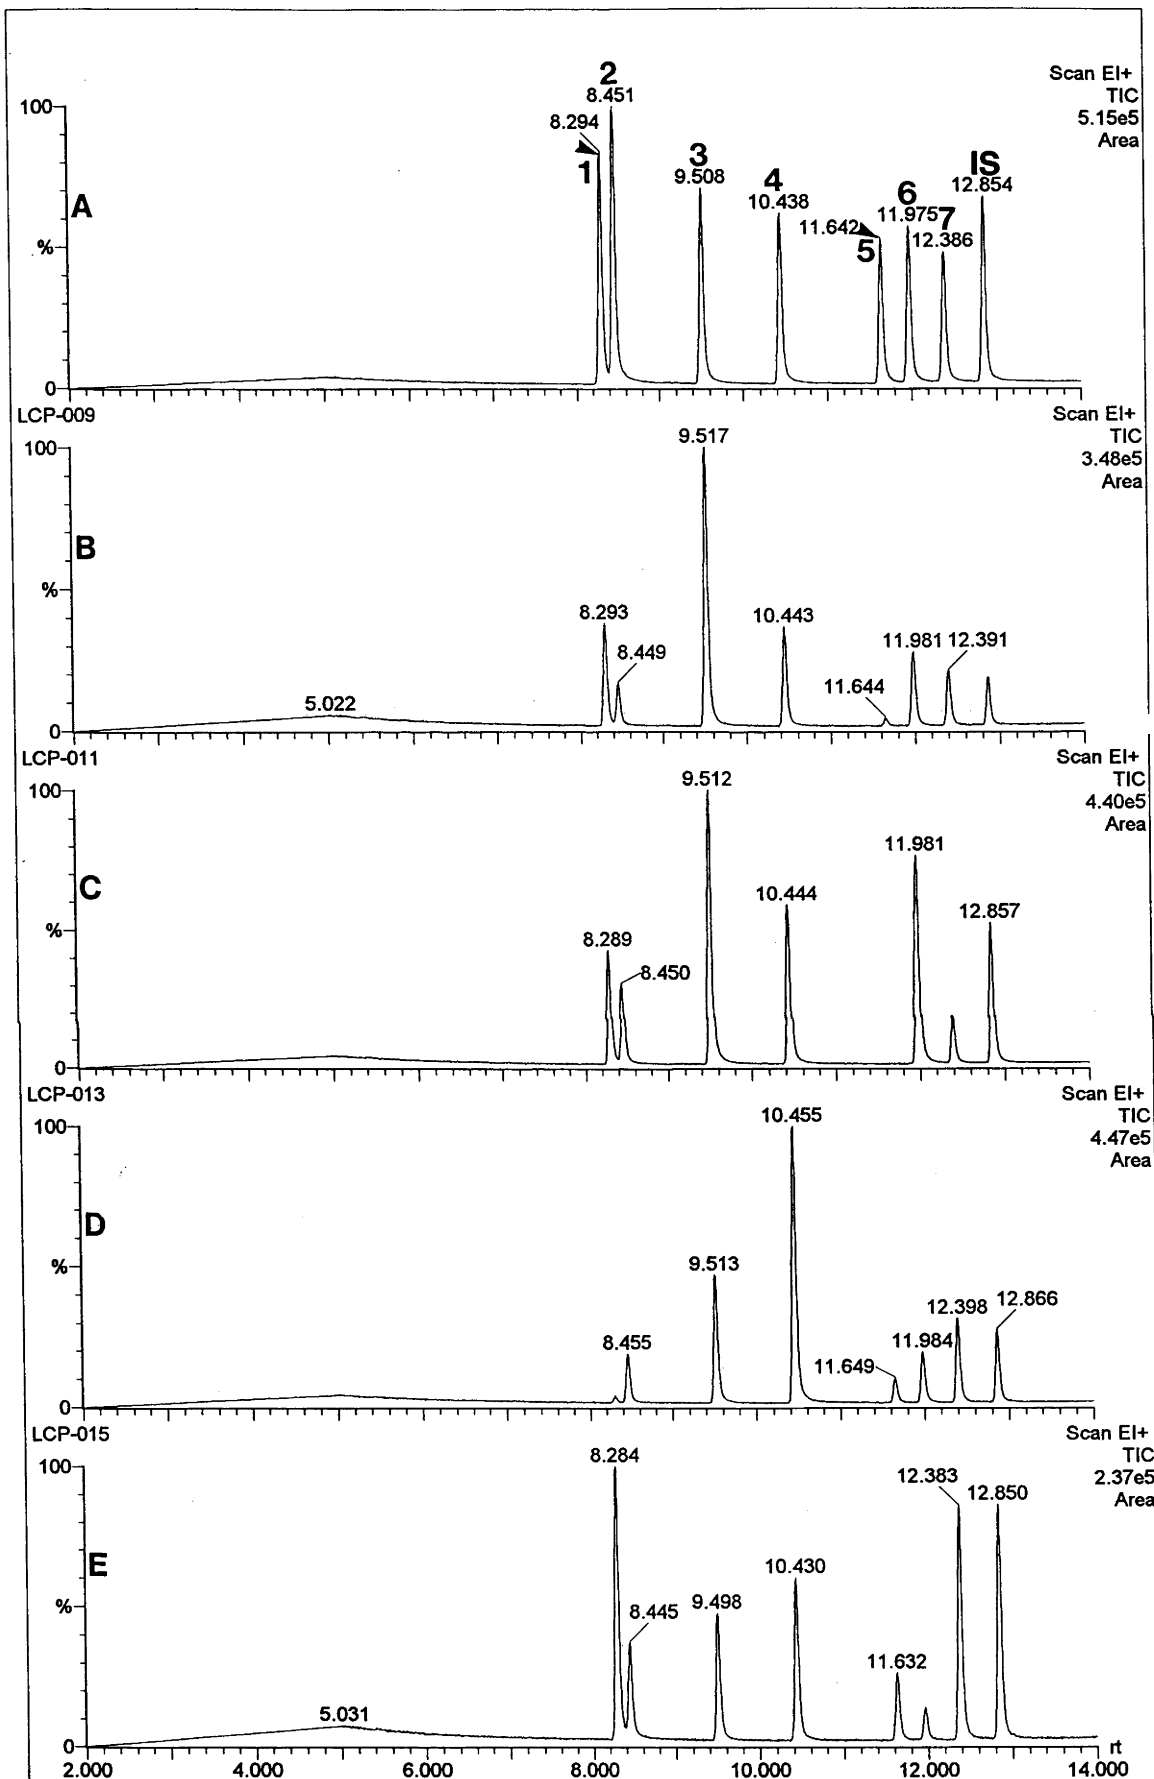 Scan EI+
TIC
5.15e5
Area
2
8.451
8.294
1
3
9.508
4
10.438
11.642
5
6
11.975
7
12.386
IS
12.854
100
A
%
0
LCP-009
Scan EI+
TIC
3.48e5
Area
100
B
%
0
5.022
8.293
8.449
9.517
10.443
11.644
11.981
12.391
LCP-011
Scan EI+
TIC
4.40e5
Area
100
C
%
0
8.289
8.450
9.512
10.444
11.981
12.857
LCP-013
Scan EI+
TIC
4.47e5
Area
100
D
%
0
8.455
9.513
10.455
11.649
11.984
12.398
12.866
LCP-015
Scan EI+
TIC
2.37e5
Area
100
E
%
0
5.031
8.284
8.445
9.498
10.430
11.632
12.383
12.850
rt
2.000 4.000 6.000 8.000 10.000 12.000 14.000